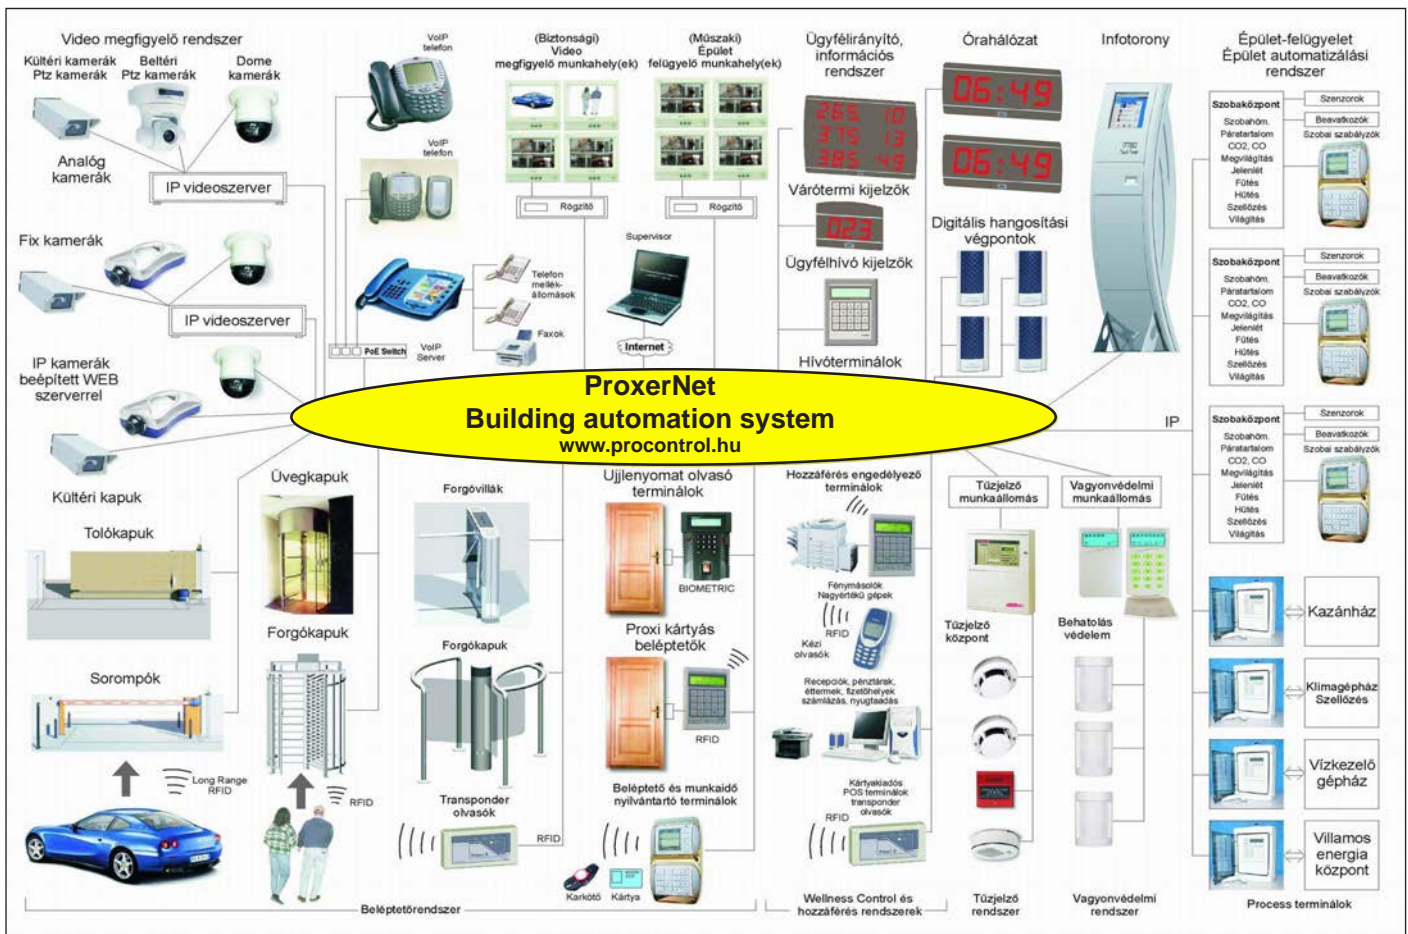 Video megfigyelő rendszer
Kültéri kamerák
Ptz kamerák
Beltéri
Ptz kamerák
Dome
kamerák
Analóg
kamerák
IP videoszerver
Fix kamerák
IP videoszerver
IP kamerák
beépített WEB
szerverrel
VoIP
telefon
VoIP
telefon
Telefon
mellék-
állomások
Faxok
PoE Switch
VoIP
Server
(Biztonsági)
Video
megfigyelő munkahely(ek)
Rögzítő
(Műszaki)
Épület
felügyelő munkahely(ek)
Rögzítő
Supervisor
Internet
Ügyfélirányító,
információs
rendszer
265 10
375 13
385 49
Várótermi kijelzők
023
Ügyfélhívó kijelzők
Hívóterminálok
Órahálózat
06:49
06:49
Digitális hangosítási
végpontok
Infotorony
Épület-felügyelet
Épület automatizálási
rendszer
Szobaközpont
Szobahőm.
Páratartalom
CO2, CO
Megvilágítás
Jelenlét
Fűtés
Hűtés
Szellőzés
Világítás
Szenzorok
Beavatkozók
Szobai szabályzók
Szobaközpont
Szobahőm.
Páratartalom
CO2, CO
Megvilágítás
Jelenlét
Fűtés
Hűtés
Szellőzés
Világítás
Szenzorok
Beavatkozók
Szobai szabályzók
IP
Szobaközpont
Szobahőm.
Páratartalom
CO2, CO
Megvilágítás
Jelenlét
Fűtés
Hűtés
Szellőzés
Világítás
Szenzorok
Beavatkozók
Szobai szabályzók
ProxerNet
Building automation system
www.procontrol.hu
Kültéri kapuk
Tolókapuk
Sorompók
Long Range
RFID
Üvegkapuk
Forgókapuk
RFID
Forgóvillák
Forgókapuk
Transponder
olvasók
RFID
Ujjlenyomat olvasó
terminálok
BIOMETRIC
Proxi kártyás
beléptetők
RFID
Beléptető és munkaidő
nyilvántartó terminálok
Karkötő
Kártya
Beléptetőrendszer
Hozzáférés engedélyező
terminálok
Fénymásolók
Nagyértékű gépek
RFID
Kézi
olvasók
Recepciók, pénztárak,
éttermek, fizetőhelyek
számlázás, nyugtaadás
Kártyakiadós
POS terminálok
transponder
olvasók
RFID
Wellness Control és
hozzáférés rendszerek
Tűzjelző
munkaállomás
Tűzjelző
központ
Tűzjelző
rendszer
Vagyonvédelmi
munkaállomás
Behatolás
védelem
Vagyonvédelmi
rendszer
Kazánház
Klimagépház
Szellőzés
Vízkezelő
gépház
Villamos
energia
központ
Process terminálok